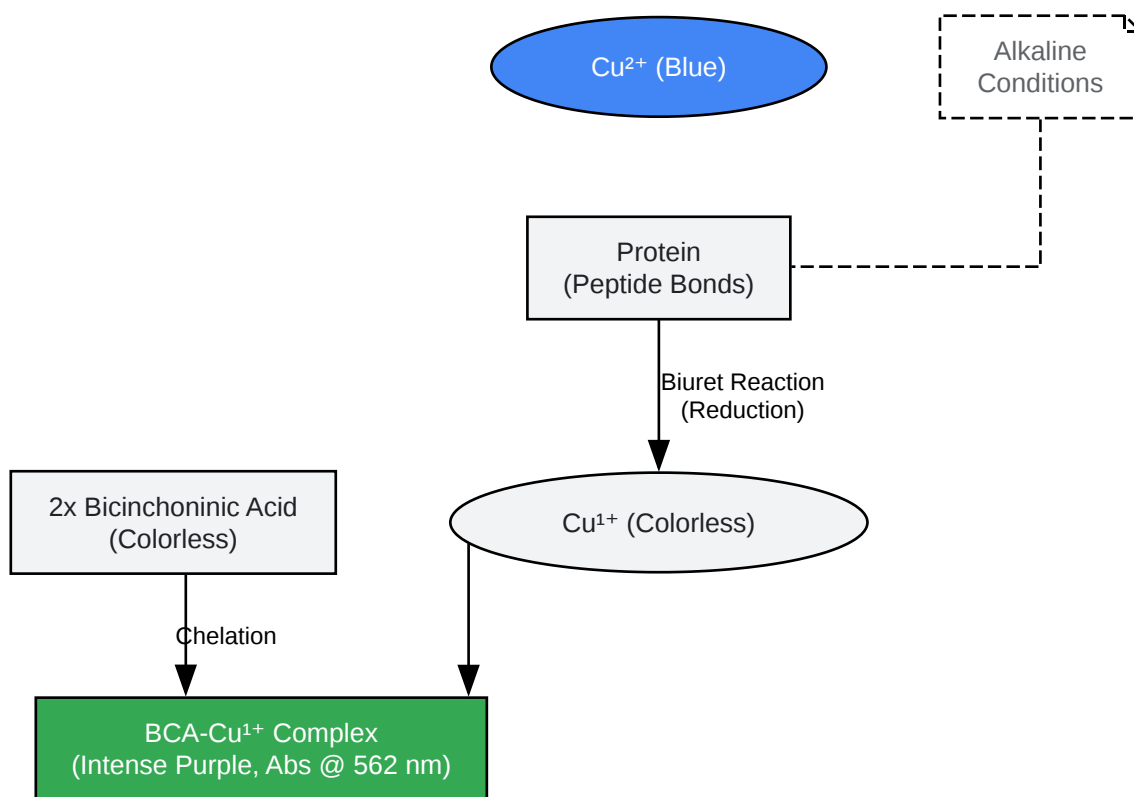 Cu²⁺ (Blue)
Alkaline
Conditions
Protein
(Peptide Bonds)
Biuret Reaction
(Reduction)
2x Bicinchoninic Acid
(Colorless)
Cu¹⁺ (Colorless)
Chelation
BCA-Cu¹⁺ Complex
(Intense Purple, Abs @ 562 nm)